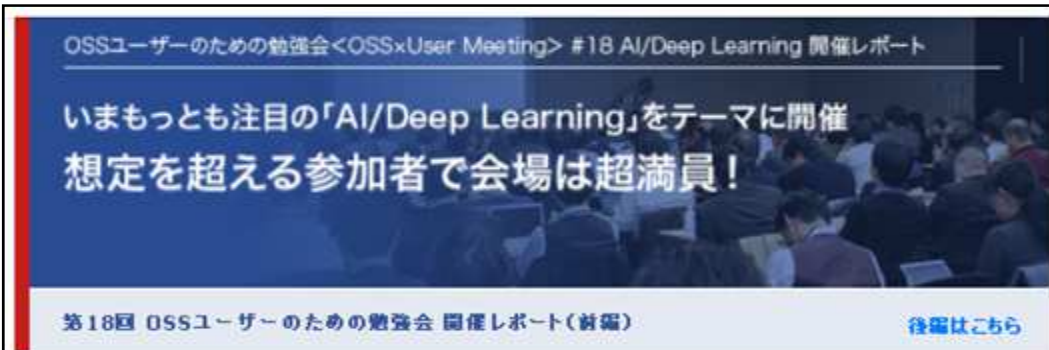 OSSユーザーのための勉強会<OSS×User Meeting> #18 AI/Deep Learning 開催レポート
いまもっとも注目の「AI/Deep Learning」をテーマに開催
想定を超える参加者で会場は超満員！
第18回 OSSユーザーのための勉強会 開催レポート(前編)
後編はこちら